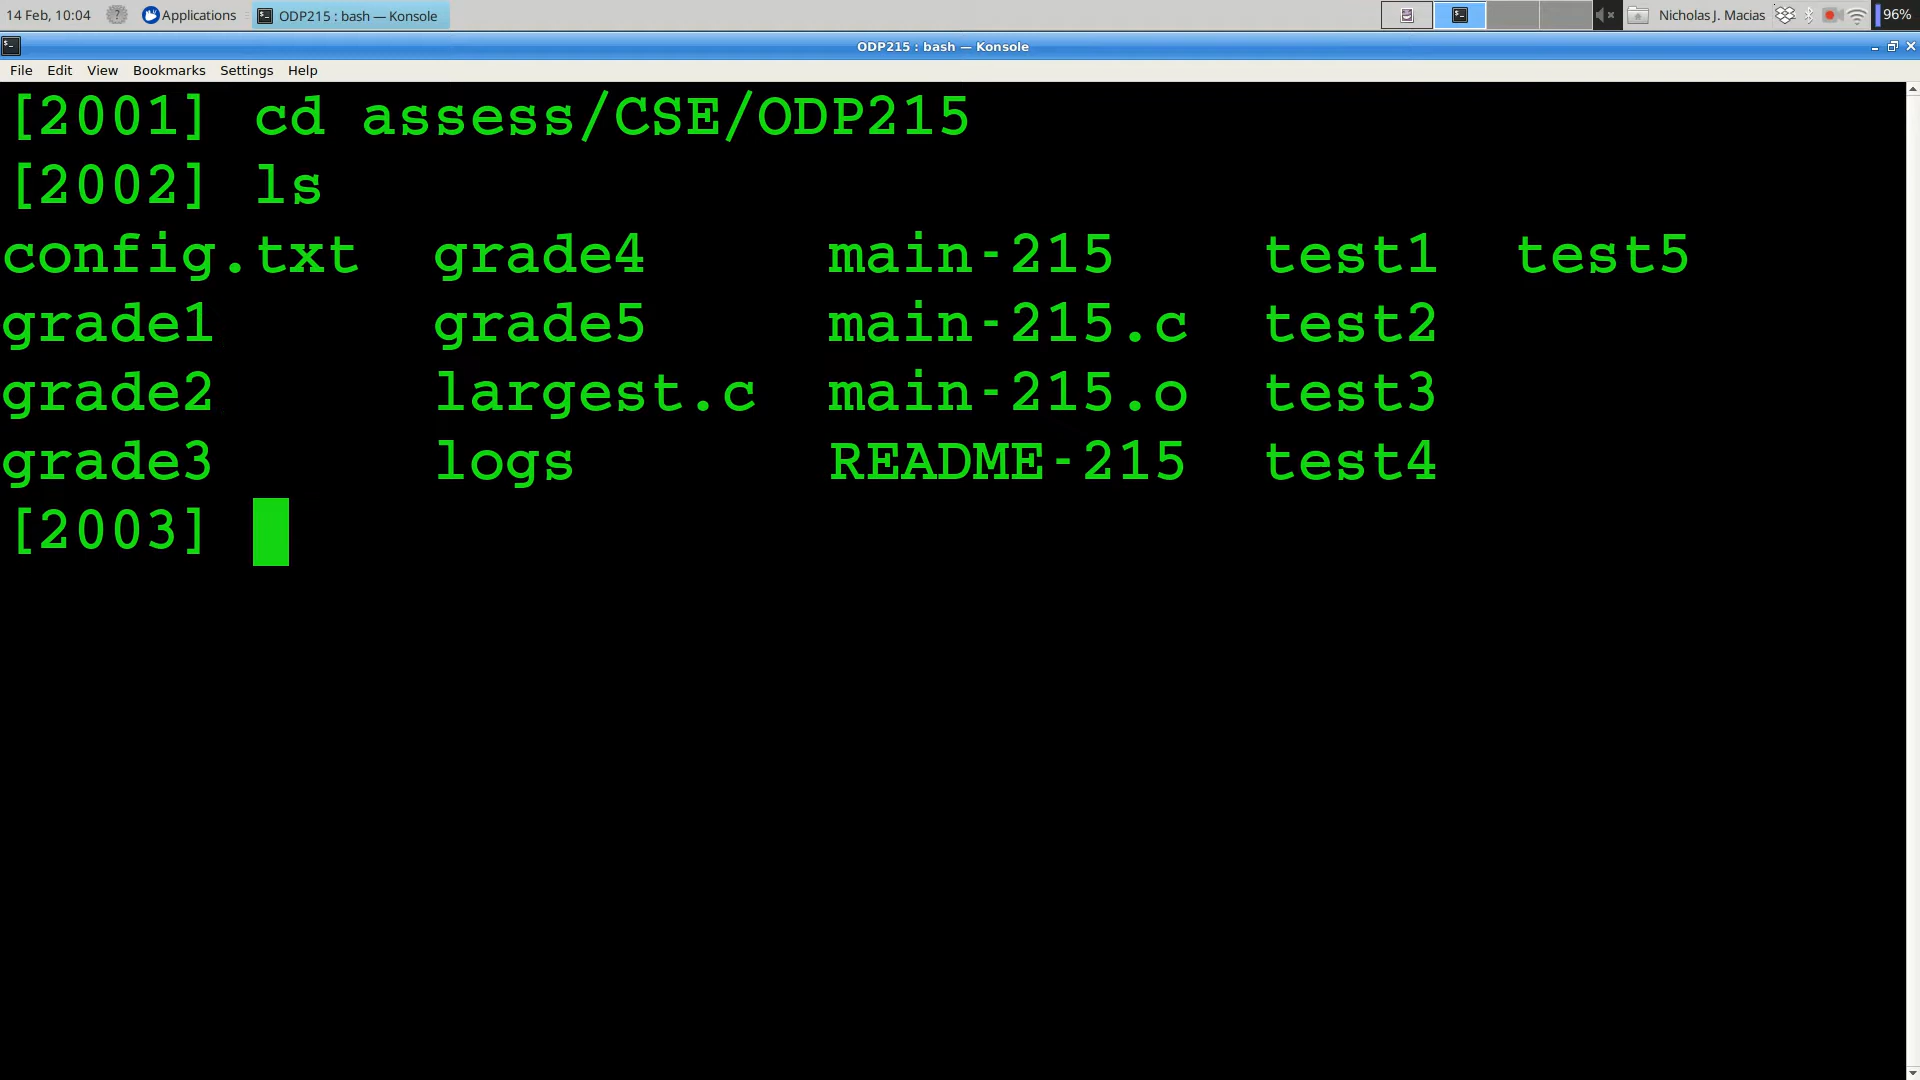 14 Feb, 10:04 ? Applications ODP215 : bash — Konsole Nicholas J. Macias 96%
ODP215 : bash — Konsole
File Edit View Bookmarks Settings Help
[2001] cd assess/CSE/ODP215
[2002] ls
config.txt grade4 main-215 test1 test5
grade1 grade5 main-215.c test2
grade2 largest.c main-215.o test3
grade3 logs README-215 test4
[2003]